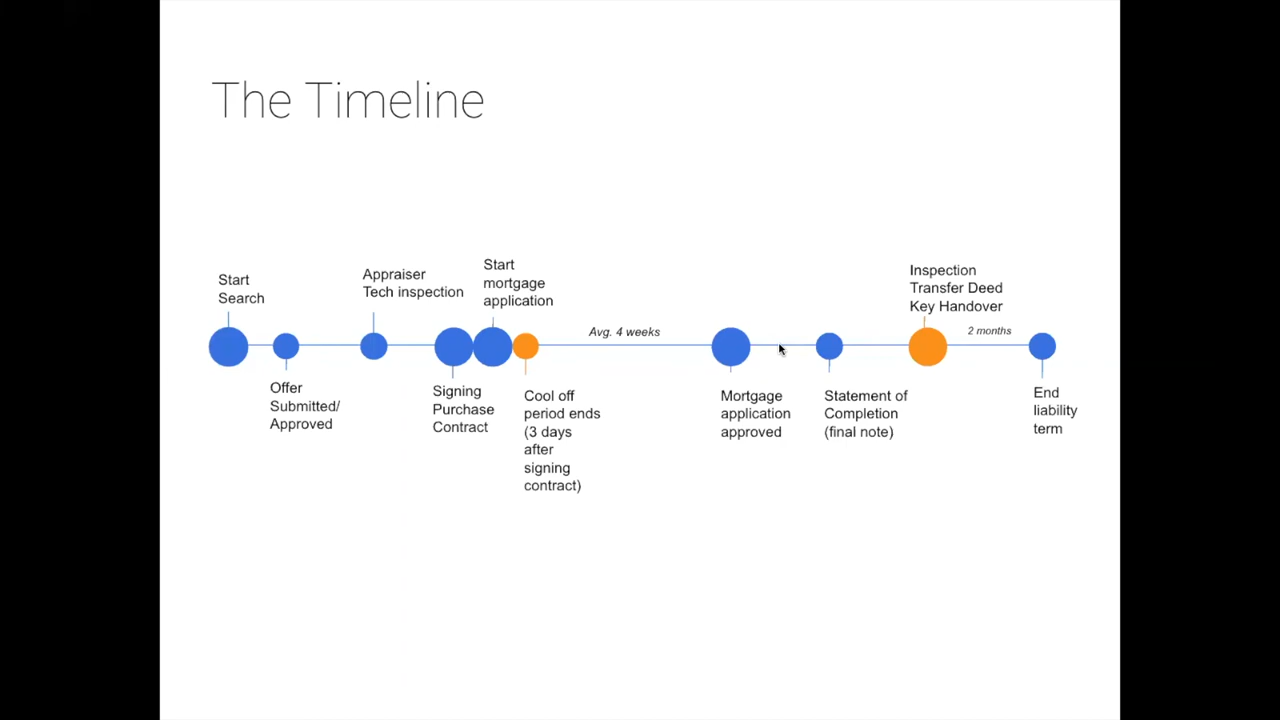 The Timeline
Start
Search
Offer
Submitted/
Approved
Appraiser
Tech inspection
Signing
Purchase
Contract
Start
mortgage
application
Cool off
period ends
(3 days
after
signing
contract)
Avg. 4 weeks
Mortgage
application
approved
Statement of
Completion
(final note)
Inspection
Transfer Deed
Key Handover
2 months
End
liability
term